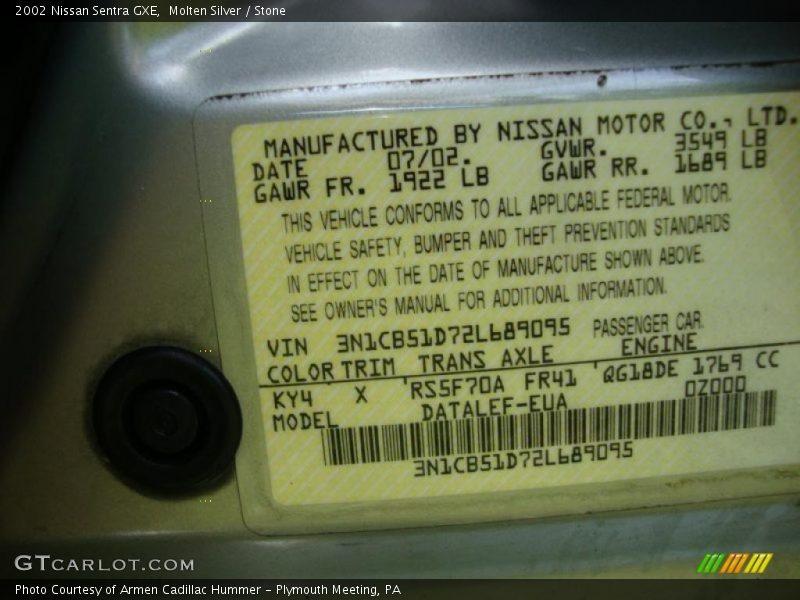 2002 Nissan Sentra GXE, Molten Silver / Stone
MANUFACTURED BY NISSAN MOTOR CO., LTD.
DATE 07/02. GVWR. 3549 LB
GAWR FR. 1922 LB GAWR RR. 1689 LB
THIS VEHICLE CONFORMS TO ALL APPLICABLE FEDERAL MOTOR.
VEHICLE SAFETY, BUMPER AND THEFT PREVENTION STANDARDS
IN EFFECT ON THE DATE OF MANUFACTURE SHOWN ABOVE.
SEE OWNER'S MANUAL FOR ADDITIONAL INFORMATION.
VIN 3N1CB51D72L689095 PASSENGER CAR.
COLOR TRIM TRANS AXLE ENGINE
KY4 X RS5F70A FR41 QG18DE 1769 CC
MODEL DATALEF-EUA 0Z000
3N1CB51D72L689095
GTCARLOT.COM
Photo Courtesy of Armen Cadillac Hummer - Plymouth Meeting, PA